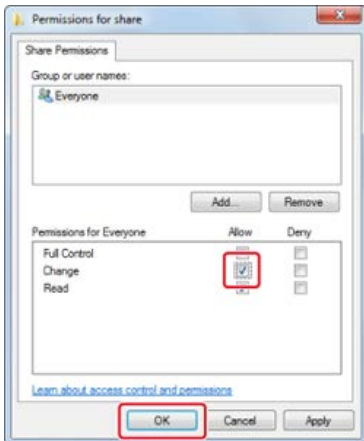 Permissions for share
Share Permissions
Group or user names:
Everyone
Add...
Remove
Permissions for Everyone
Allow
Deny
Full Control
Change
Read
Learn about access control and permissions
OK
Cancel
Apply